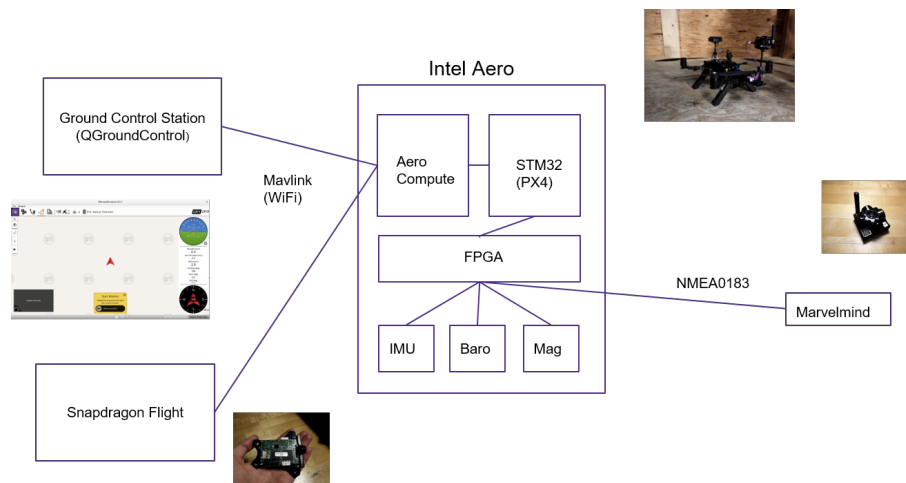 Intel Aero
Ground Control Station
(QGroundControl)
Aero
Compute
STM32
(PX4)
Mavlink
(WiFi)
FPGA
NMEA0183
Marvelmind
IMU
Baro
Mag
Snapdragon Flight